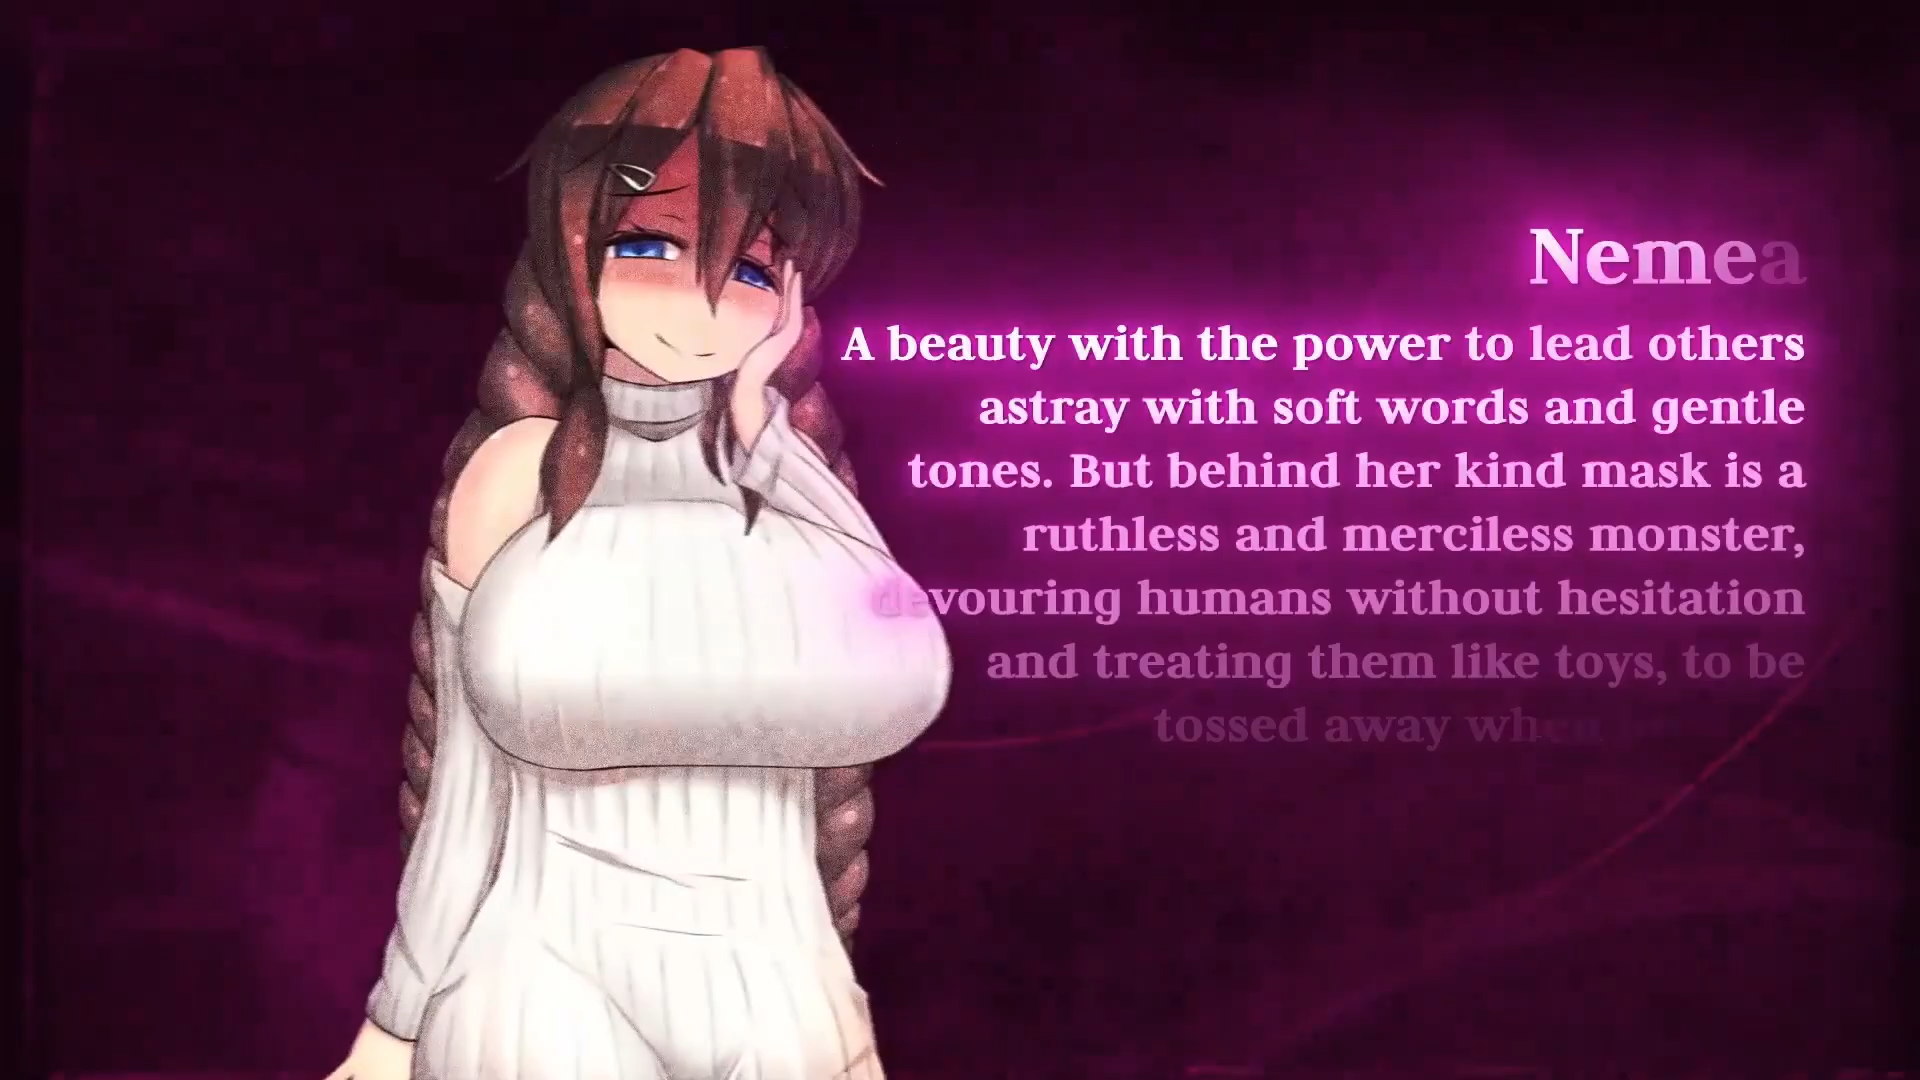 Nemea
A beauty with the power to lead others
astray with soft words and gentle
tones. But behind her kind mask is a
ruthless and merciless monster,
devouring humans without hesitation
and treating them like toys, to be
tossed away when